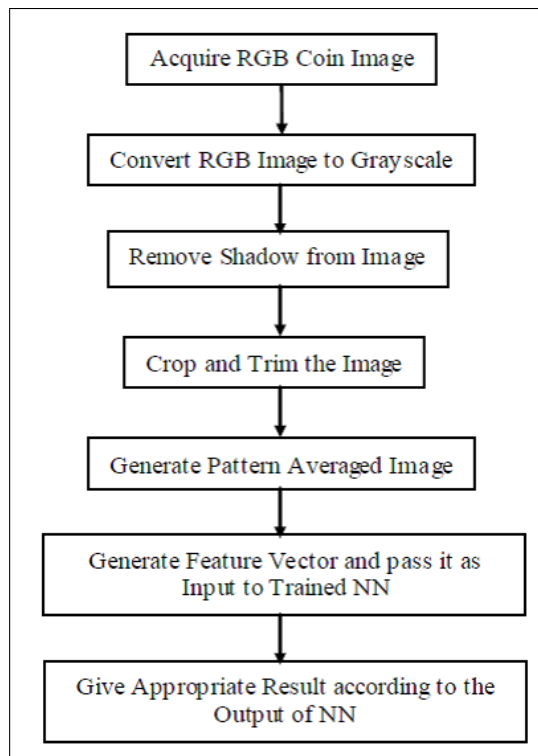 Acquire RGB Coin Image
Convert RGB Image to Grayscale
Remove Shadow from Image
Crop and Trim the Image
Generate Pattern Averaged Image
Generate Feature Vector and pass it as
Input to Trained NN
Give Appropriate Result according to the
Output of NN